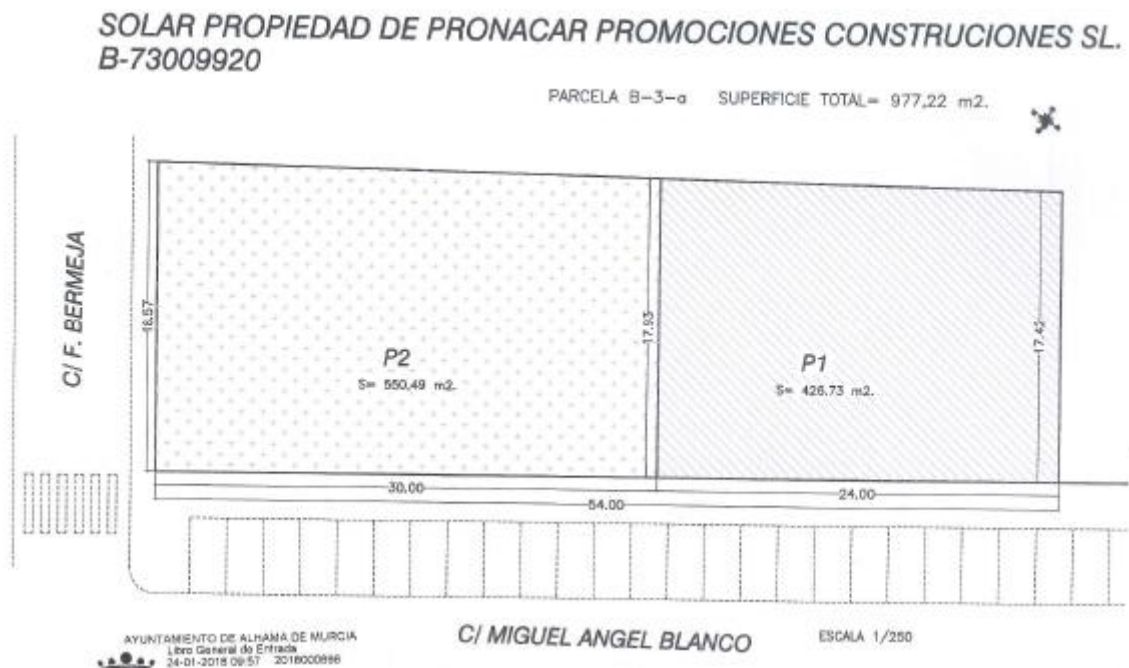 SOLAR PROPIEDAD DE PRONACAR PROMOCIONES CONSTRUCIONES SL.
B-73009920
PARCELA B-3-a SUPERFICIE TOTAL= 977,22 m2.
C/ F. BERMEJA
18.57
P2
S= 550,49 m2.
17.93
P1
S= 426.73 m2.
17.42
30.00
24.00
54.00
C/ MIGUEL ANGEL BLANCO
ESCALA 1/250
AYUNTAMIENTO DE ALHAMA DE MURCIA
Libro General de Entrada
24-01-2018 09:57 2018000866